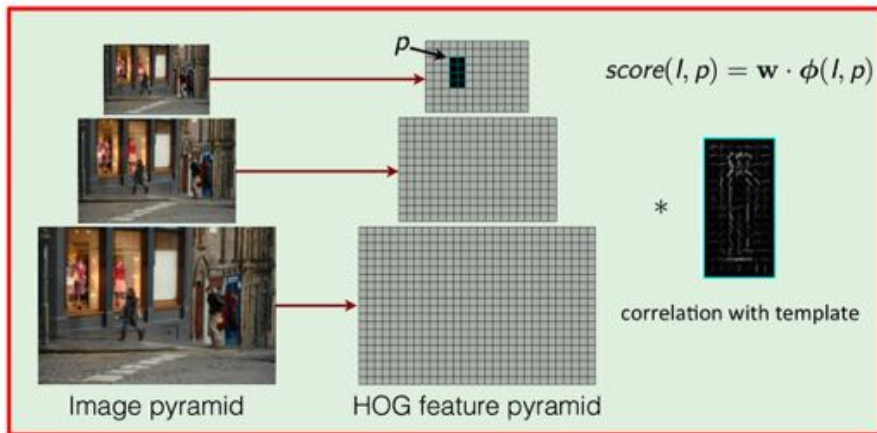 p
score(I, p) = w · ϕ(I, p)
*
correlation with template
Image pyramid
HOG feature pyramid